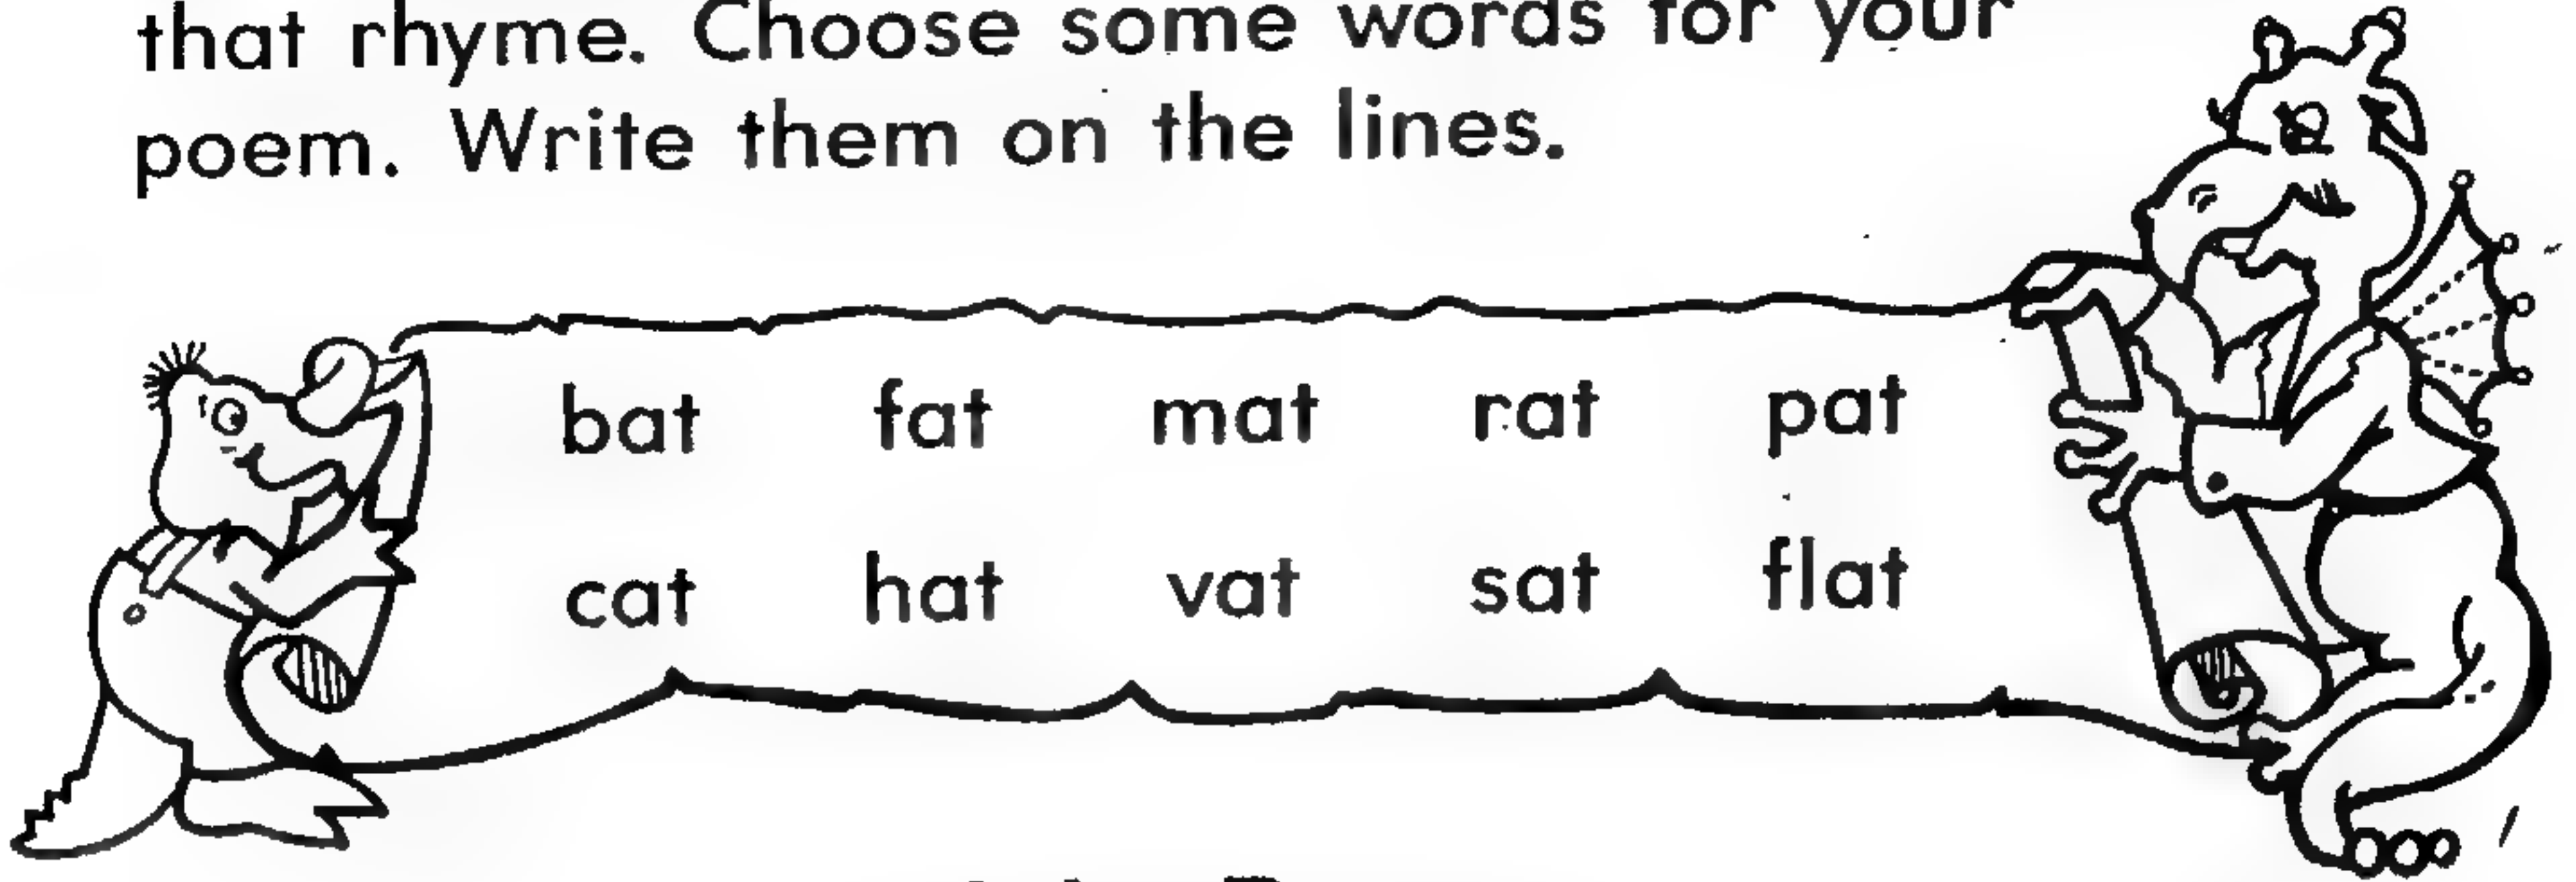 that rhyme. Choose some words for your
poem. Write them on the lines.
bat fat mat rat pat
cat hat vat sat flat